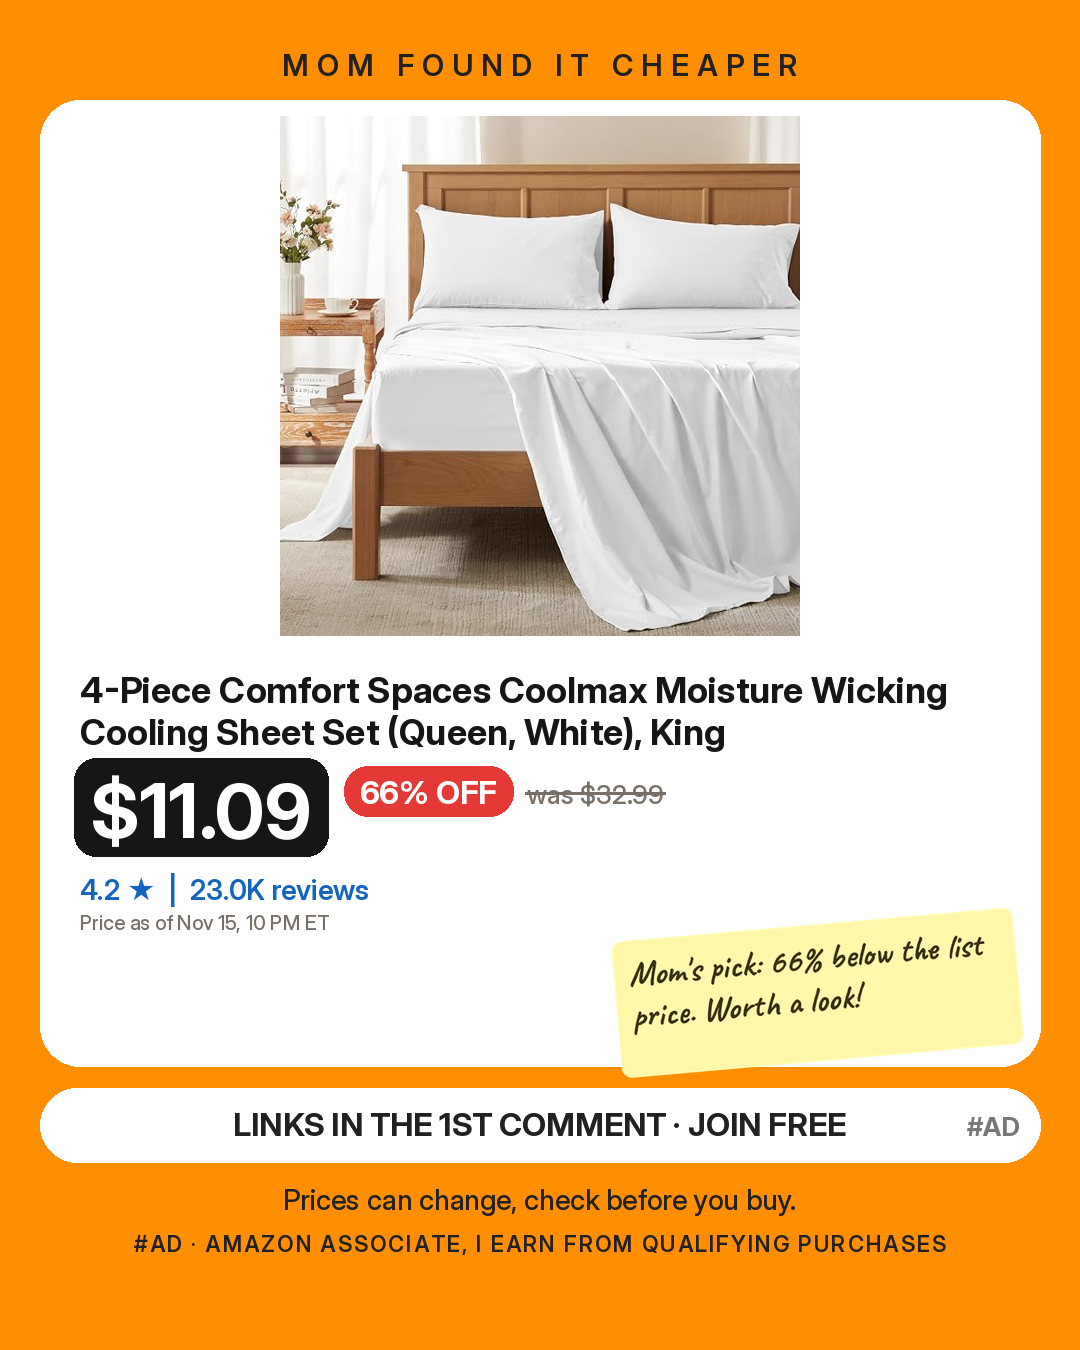 MOM FOUND IT CHEAPER
4-Piece Comfort Spaces Coolmax Moisture Wicking
Cooling Sheet Set (Queen, White), King
$11.09 66% OFF was $32.99
4.2 ★ | 23.0K reviews
Price as of Nov 15, 10 PM ET
Mom's pick: 66% below the list
price. Worth a look!
LINKS IN THE 1ST COMMENT · JOIN FREE #AD
Prices can change, check before you buy.
#AD · AMAZON ASSOCIATE, I EARN FROM QUALIFYING PURCHASES